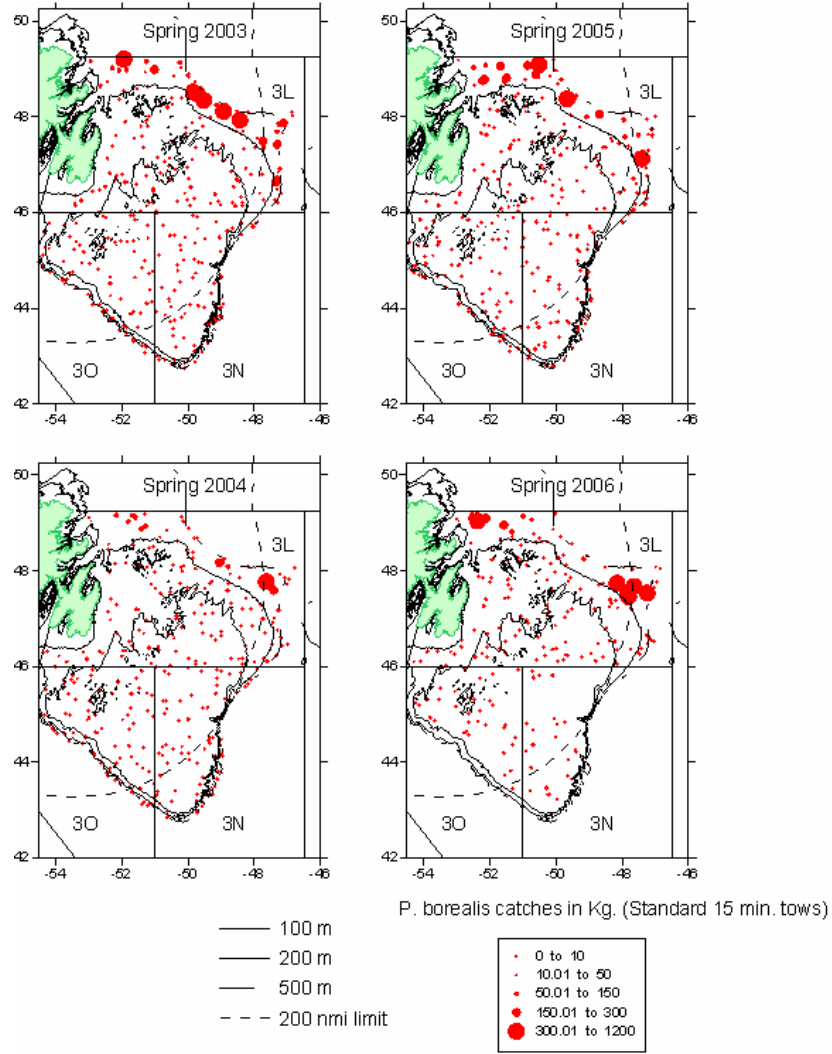 50
Spring 2003
3L
48
46
44
3O
3N
42
-54 -52 -50 -48 -46
50
Spring 2005
3L
48
46
44
3O
3N
42
-54 -52 -50 -48 -46
50
Spring 2004
3L
48
46
44
3O
3N
42
-54 -52 -50 -48 -46
50
Spring 2006
3L
48
46
44
3O
3N
42
-54 -52 -50 -48 -46
P. borealis catches in Kg. (Standard 15 min. tows)
100 m
200 m
500 m
200 nmi limit
0 to 10
10.01 to 50
50.01 to 150
150.01 to 300
300.01 to 1200